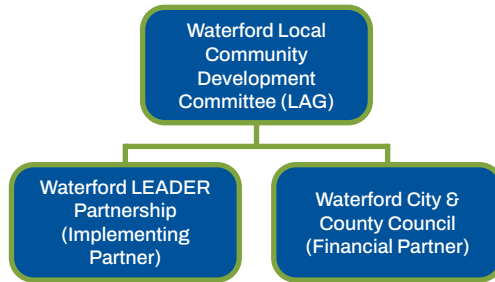 Waterford Local
Community
Development
Committee (LAG)
Waterford LEADER
Partnership
(Implementing
Partner)
Waterford City &
County Council
(Financial Partner)